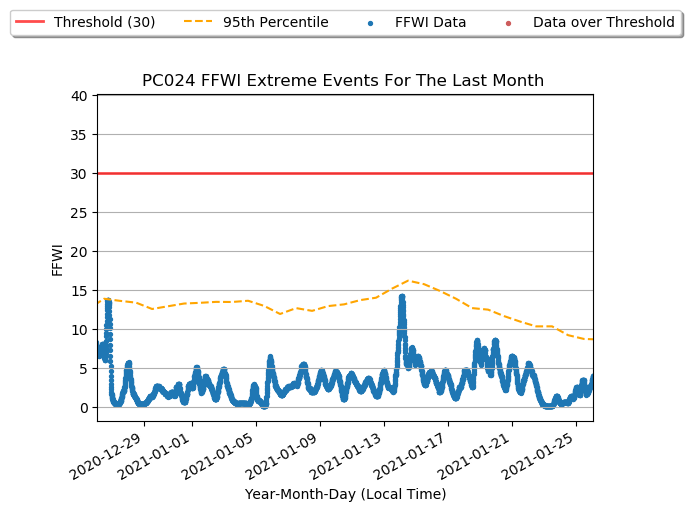 Threshold (30) 95th Percentile FFWI Data Data over Threshold
PC024 FFWI Extreme Events For The Last Month
40
35
30
25
20
15
10
5
0
FFWI
2020-12-29 2021-01-01 2021-01-05 2021-01-09 2021-01-13 2021-01-17 2021-01-21 2021-01-25
Year-Month-Day (Local Time)